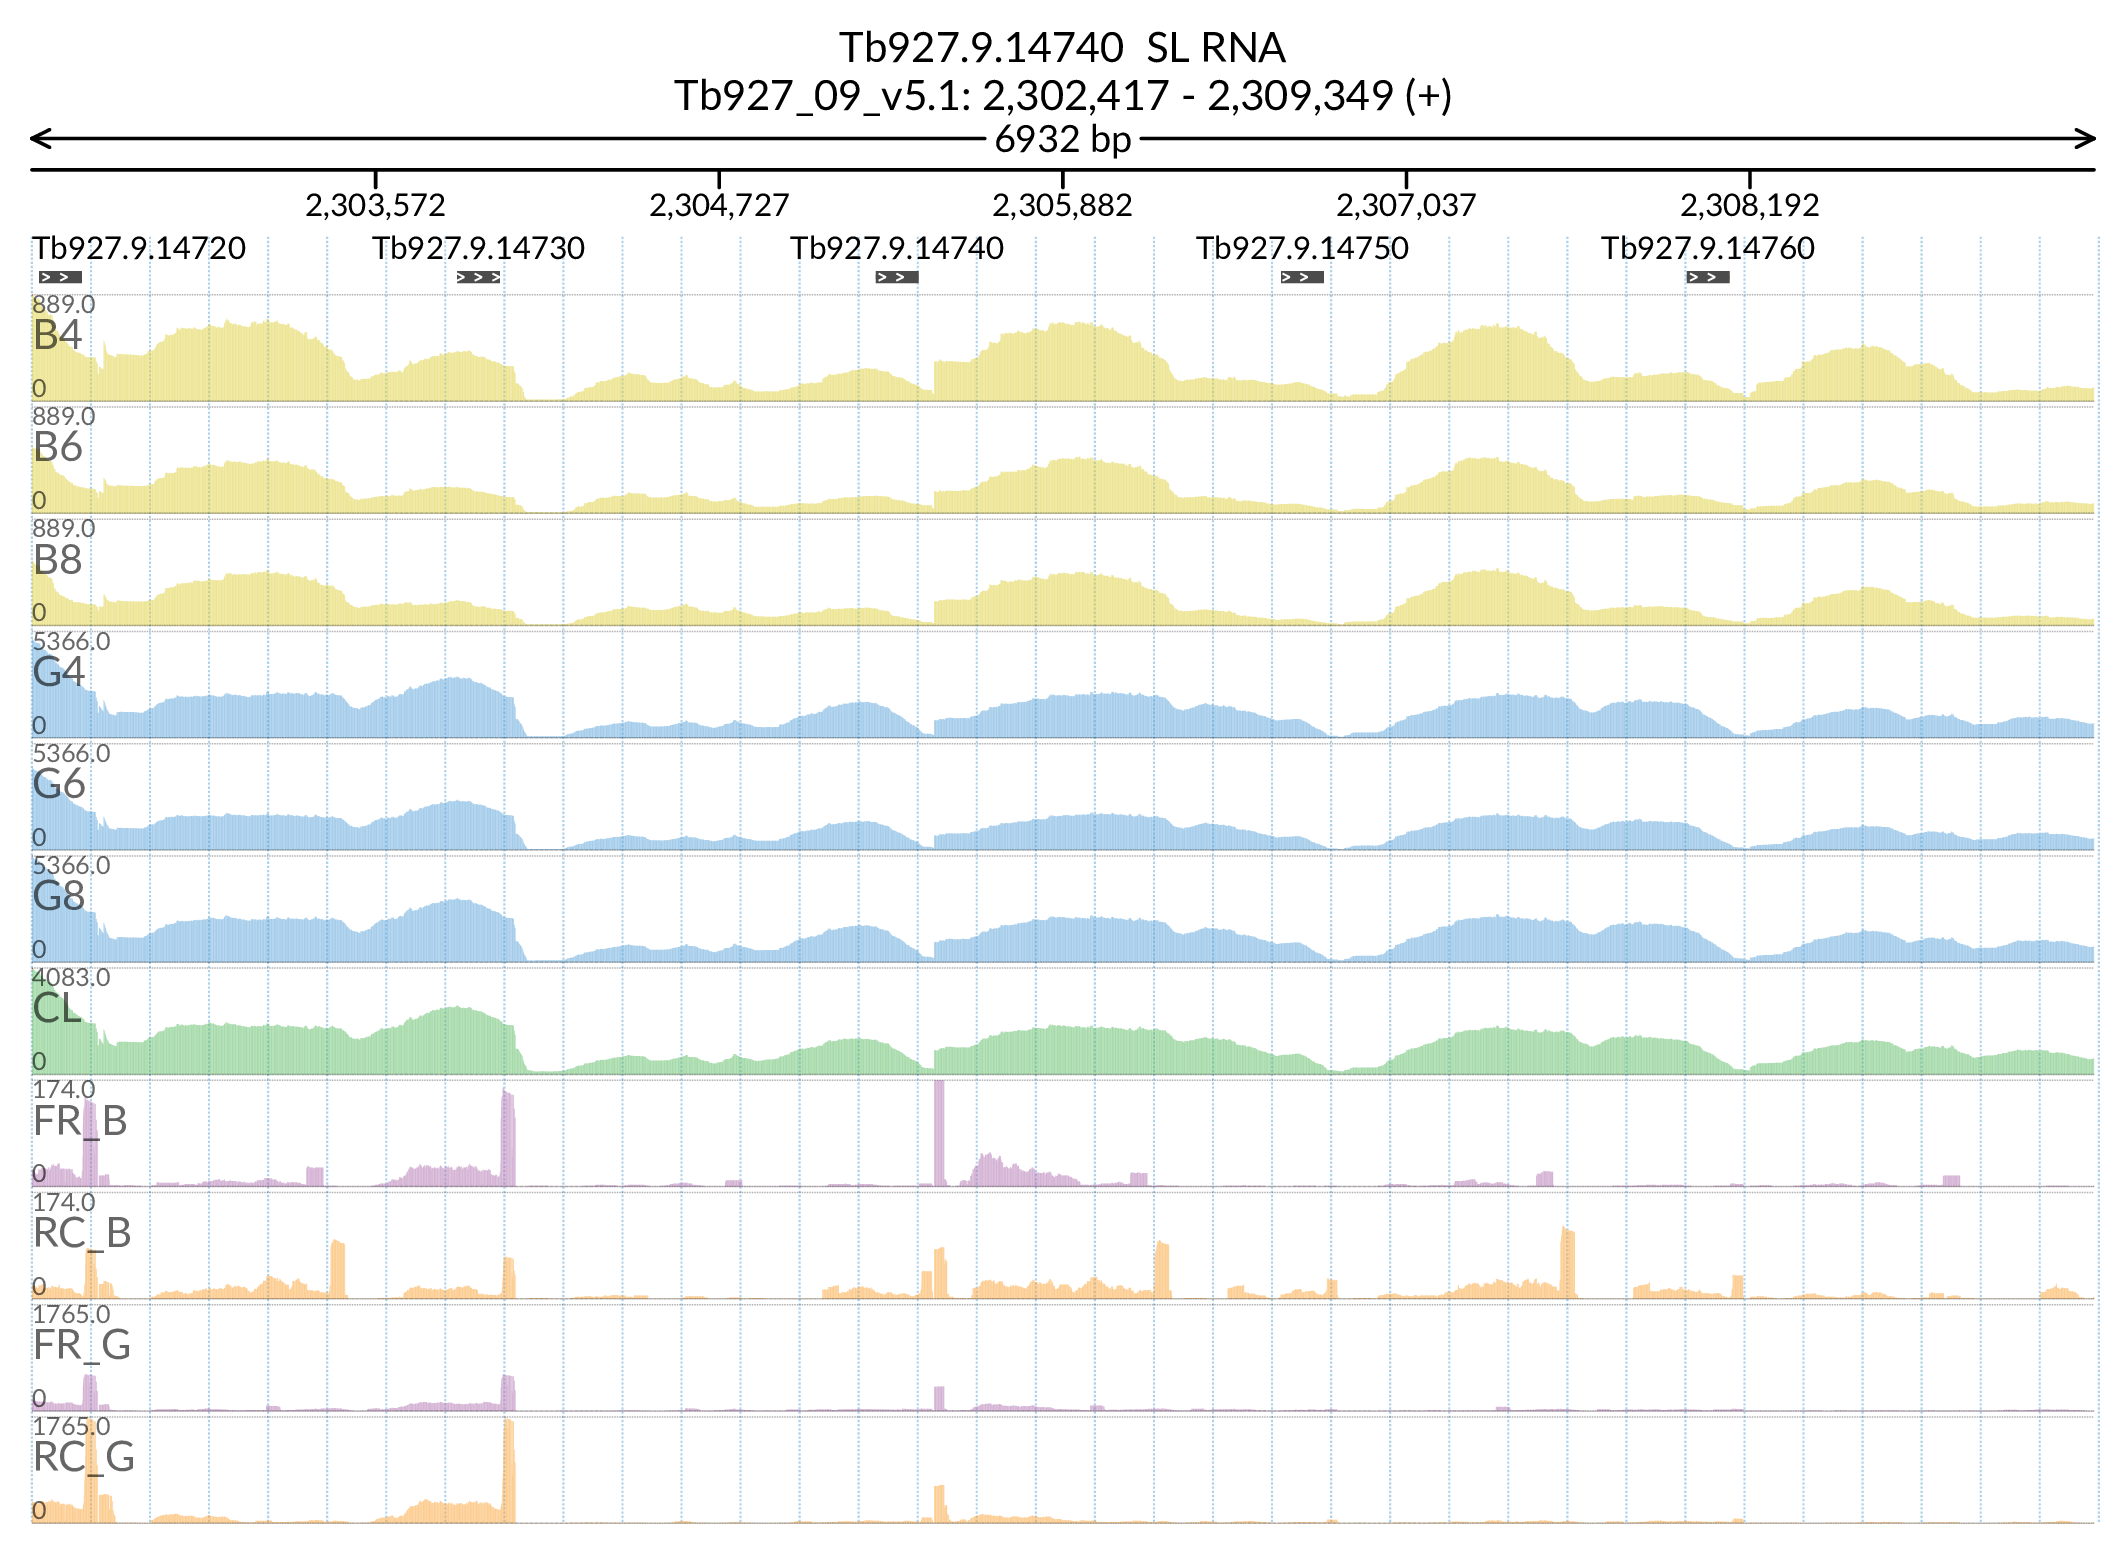 Tb927.9.14740 SL RNA
Tb927_09_v5.1: 2,302,417 - 2,309,349 (+)
6932 bp
2,303,572 2,304,727 2,305,882 2,307,037 2,308,192
Tb927.9.14720 Tb927.9.14730 Tb927.9.14740 Tb927.9.14750 Tb927.9.14760
889.0
B4
0
889.0
B6
0
889.0
B8
0
5366.0
G4
0
5366.0
G6
0
5366.0
G8
0
4083.0
CL
0
174.0
FR_B
0
174.0
RC_B
0
1765.0
FR_G
0
1765.0
RC_G
0